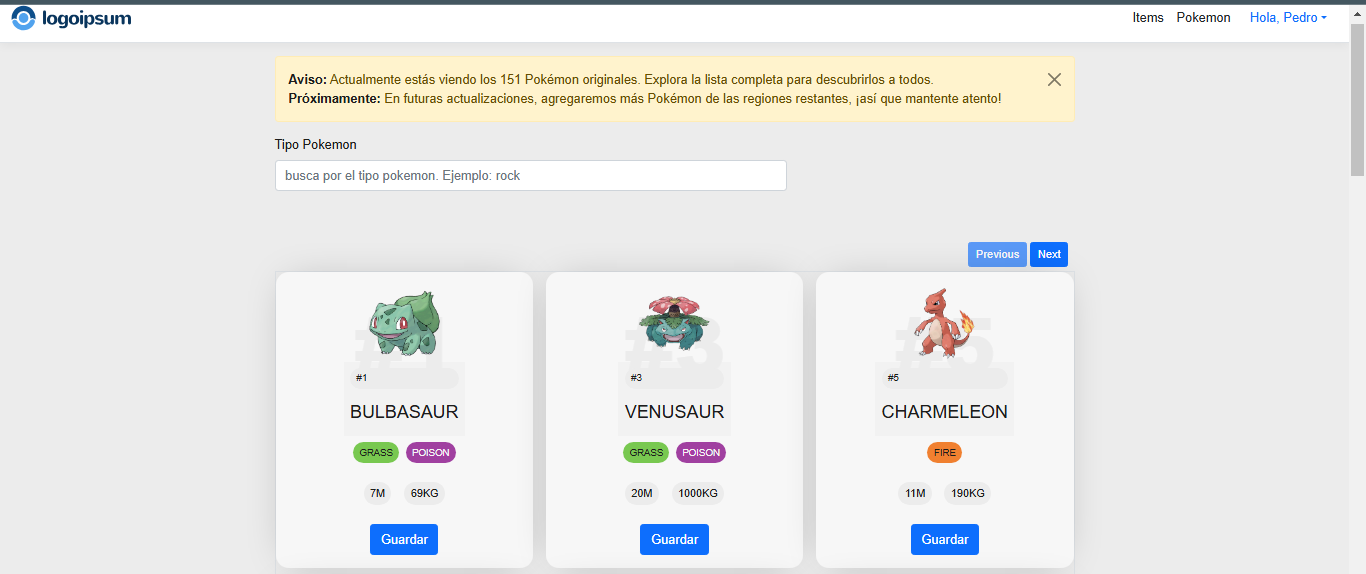 logoipsum
Items Pokemon Hola, Pedro
Aviso: Actualmente estás viendo los 151 Pokémon originales. Explora la lista completa para descubrirlos a todos.
Próximamente: En futuras actualizaciones, agregaremos más Pokémon de las regiones restantes, ¡así que mantente atento!
Tipo Pokemon
busca por el tipo pokemon. Ejemplo: rock
Previous Next
#1
#1
BULBASAUR
GRASS POISON
7M 69KG
Guardar
#3
#3
VENUSAUR
GRASS POISON
20M 1000KG
Guardar
#5
#5
CHARMELEON
FIRE
11M 190KG
Guardar